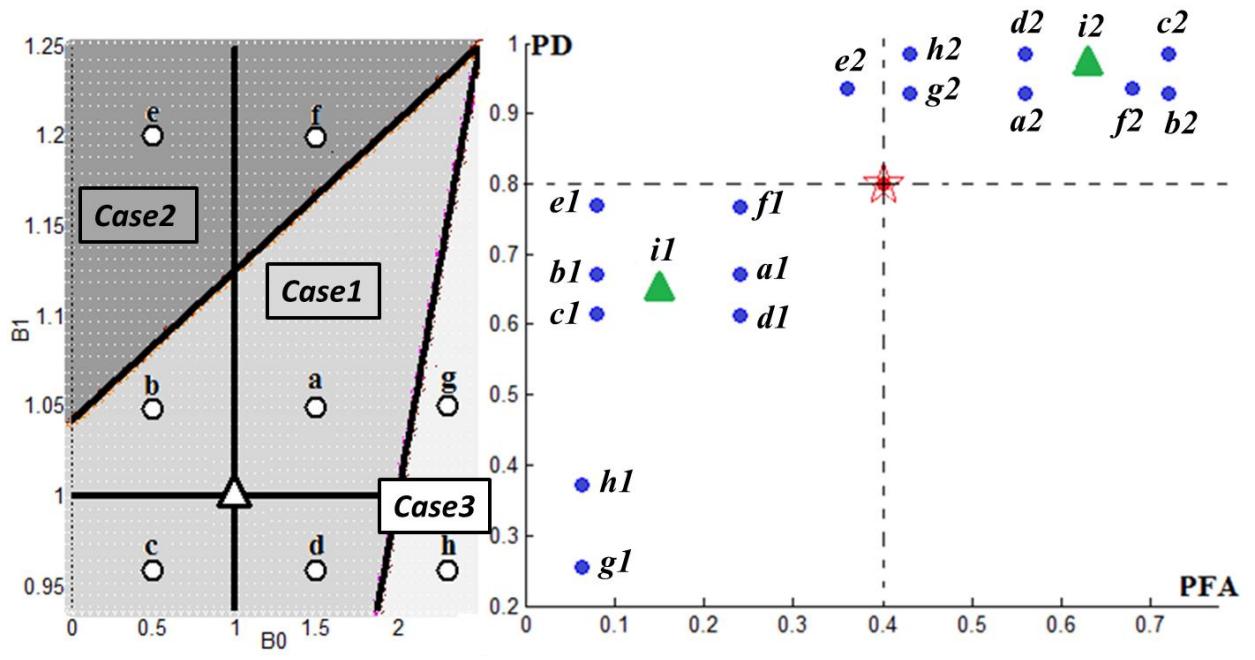 1.25
1.2
1.15
1.1
1.05
1
0.95
B1
e
f
Case2
Case1
b
a
g
Case3
c
d
h
0
0.5
1
1.5
2
B0
1
0.9
0.8
0.7
0.6
0.5
0.4
0.3
0.2
PD
d2
i2
c2
e2
h2
g2
a2
f2
b2
e1
f1
i1
b1
a1
c1
d1
h1
g1
PFA
0
0.1
0.2
0.3
0.4
0.5
0.6
0.7